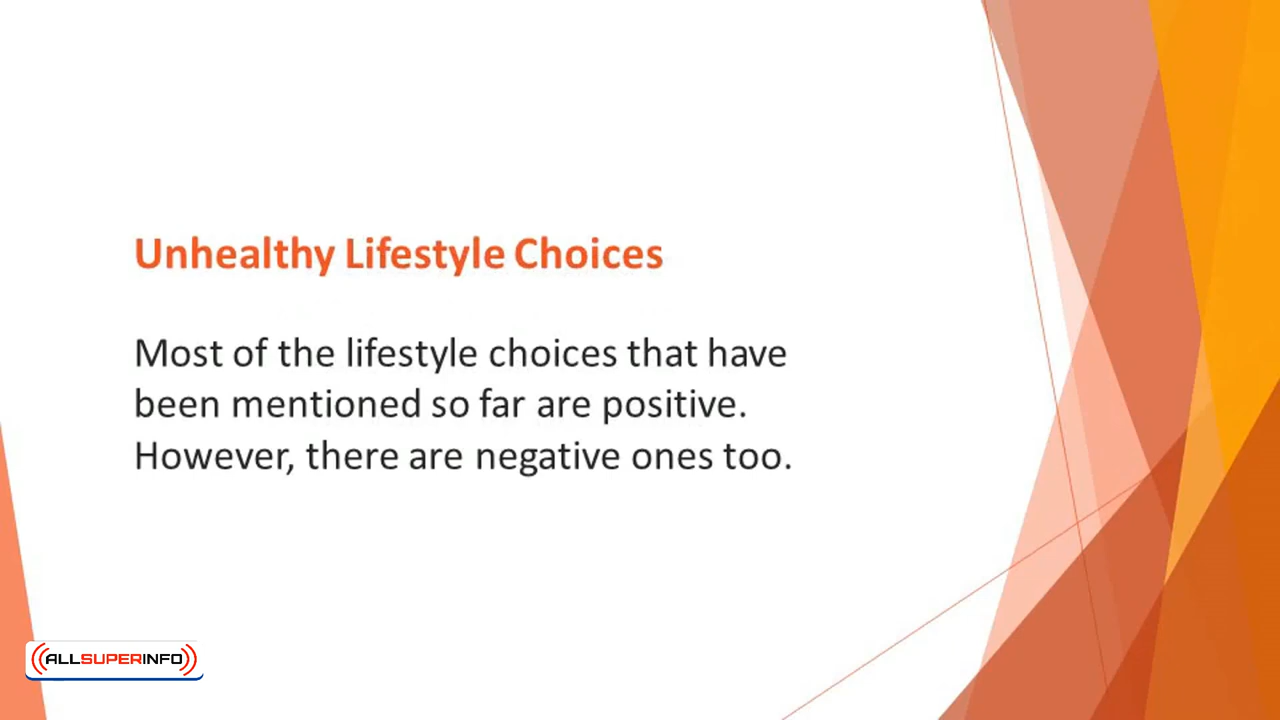 Unhealthy Lifestyle Choices
Most of the lifestyle choices that have
been mentioned so far are positive.
However, there are negative ones too.
ALLSUPERINFO